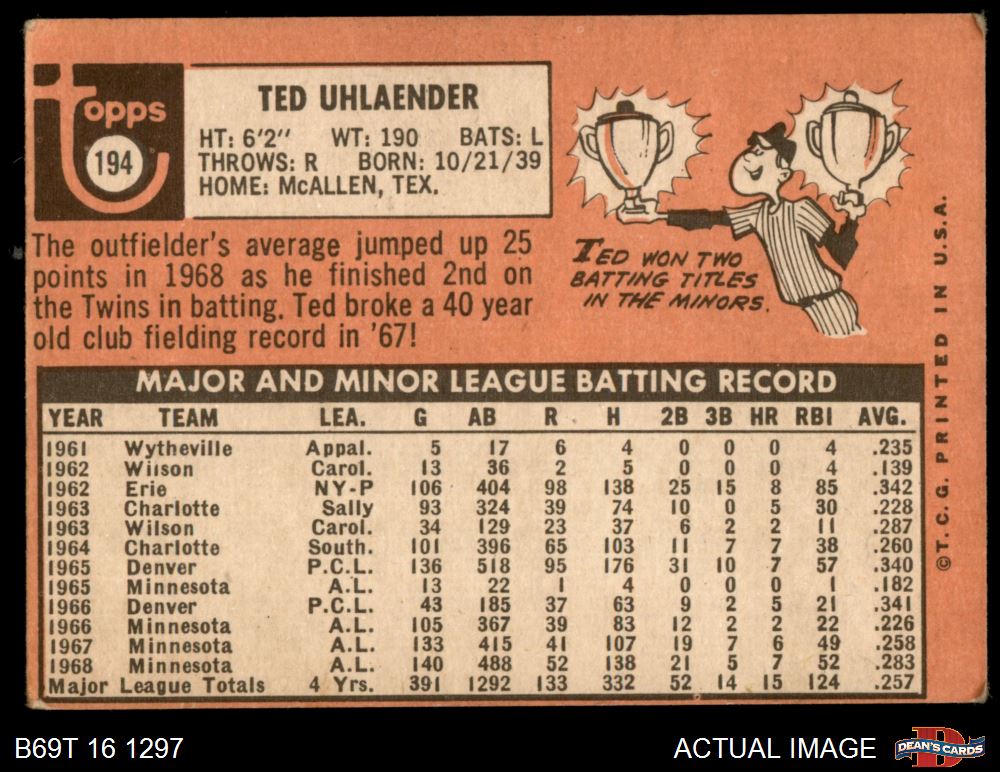 Topps
194
TED UHLAENDER
HT: 6'2" WT: 190 BATS: L
THROWS: R BORN: 10/21/39
HOME: McALLEN, TEX.
The outfielder's average jumped up 25
points in 1968 as he finished 2nd on
the Twins in batting. Ted broke a 40 year
old club fielding record in '67!
TED WON TWO
BATTING TITLES
IN THE MINORS.
MAJOR AND MINOR LEAGUE BATTING RECORD
YEAR TEAM LEA. G AB R H 2B 3B HR RBI AVG.
1961 Wytheville Appal. 5 17 6 4 0 0 0 4 .235
1962 Wilson Carol. 13 36 2 5 0 0 0 4 .139
1962 Erie NY-P 106 404 98 138 25 15 8 85 .342
1963 Charlotte Sally 93 324 39 74 10 0 5 30 .228
1963 Wilson Carol. 34 129 23 37 6 2 2 11 .287
1964 Charlotte South. 101 396 65 103 11 7 7 38 .260
1965 Denver P.C.L. 136 518 95 176 31 10 7 57 .340
1965 Minnesota A.L. 13 22 1 4 0 0 0 1 .182
1966 Denver P.C.L. 43 185 37 63 9 2 5 21 .341
1966 Minnesota A.L. 105 367 39 83 12 2 2 22 .226
1967 Minnesota A.L. 133 415 41 107 19 7 6 49 .258
1968 Minnesota A.L. 140 488 52 138 21 5 7 52 .283
Major League Totals 4 Yrs. 391 1292 133 332 52 14 15 124 .257
©T.C.G. PRINTED IN U.S.A.
B69T 16 1297
ACTUAL IMAGE
DEAN'S CARDS